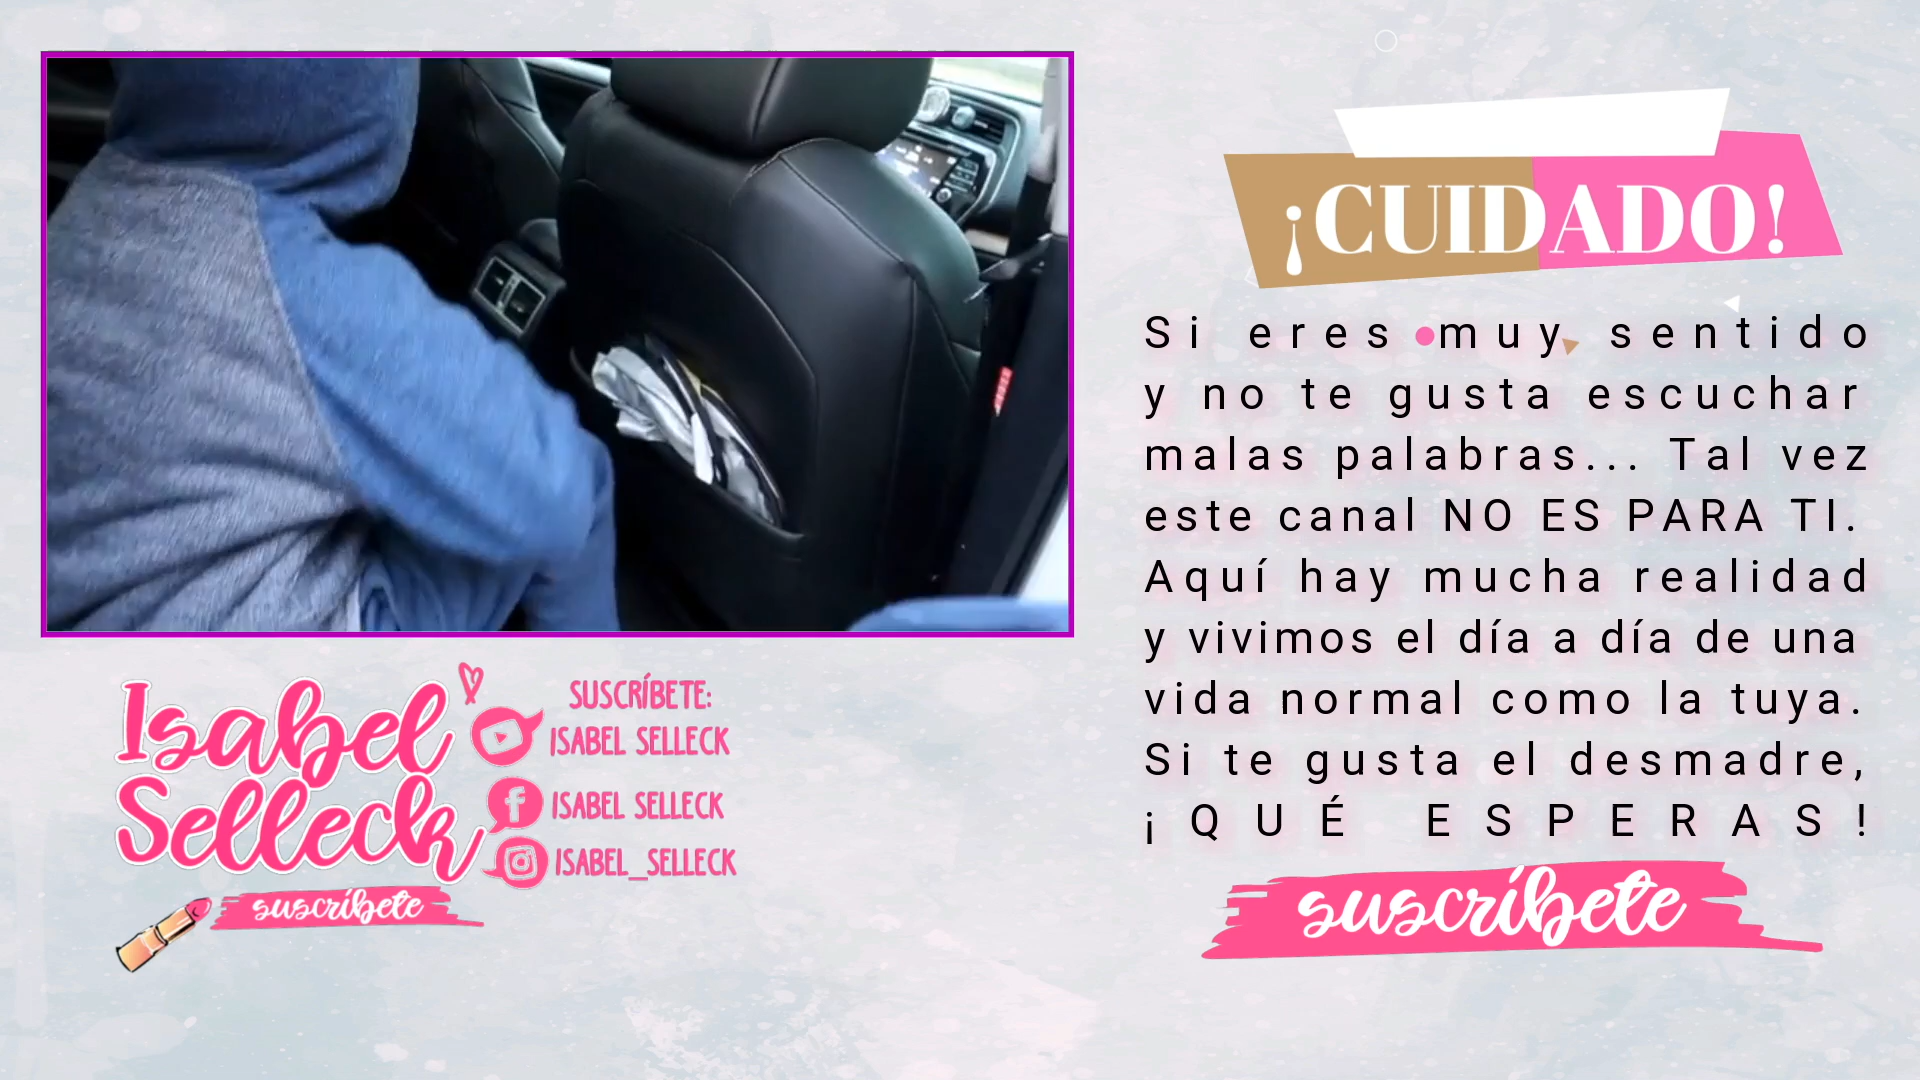 ¡CUIDADO!
Si eres muy sentido
y no te gusta escuchar
malas palabras... Tal vez
este canal NO ES PARA TI.
Aquí hay mucha realidad
y vivimos el día a día de una
vida normal como la tuya.
Si te gusta el desmadre,
¡QUÉ ESPERAS!
suscríbete
Isabel
Selleck
suscríbete
SUSCRÍBETE:
ISABEL SELLECK
ISABEL SELLECK
ISABEL_SELLECK